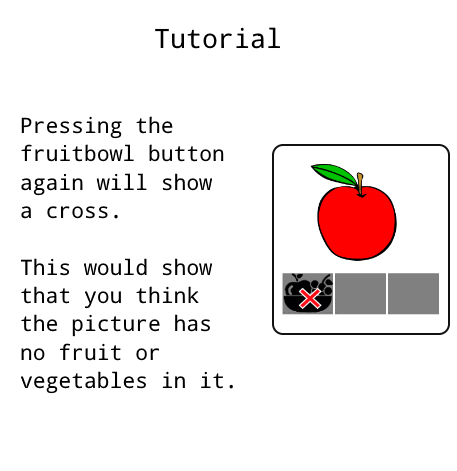 Tutorial
Pressing the
fruitbowl button
again will show
a cross.
This would show
that you think
the picture has
no fruit or
vegetables in it.